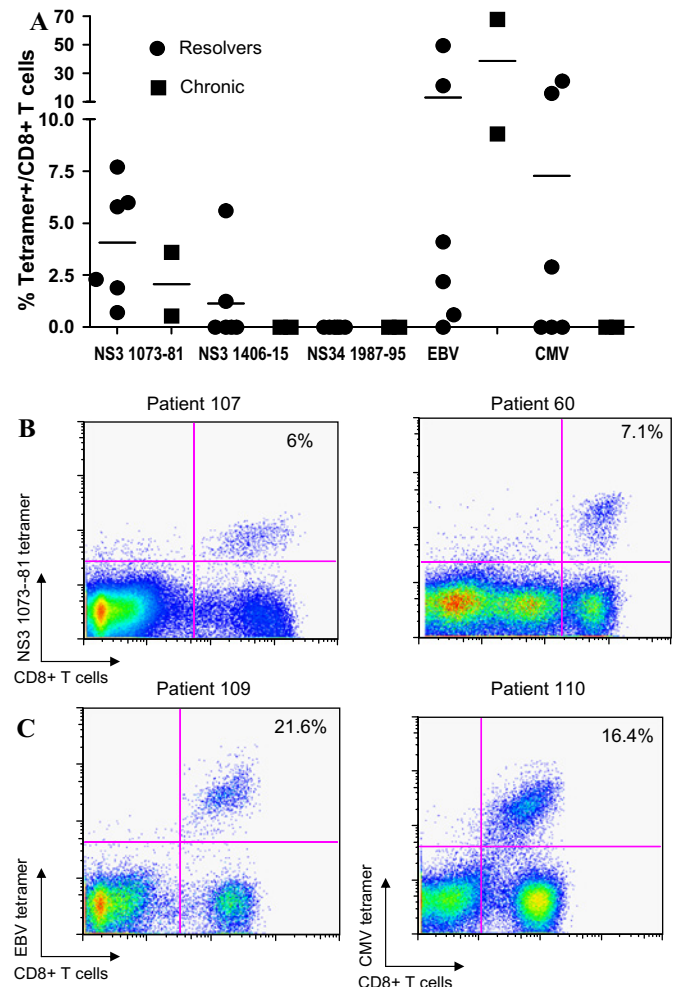 A
% Tetramer+/CD8+ T cells
70
50
30
10
10.0
7.5
5.0
2.5
0.0
Resolvers
Chronic
NS3 1073-81
NS3 1406-15
NS34 1987-95
EBV
CMV
B
Patient 107
6%
NS3 1073--81 tetramer
CD8+ T cells
Patient 60
7.1%
C
Patient 109
21.6%
EBV tetramer
CD8+ T cells
Patient 110
16.4%
CMV tetramer
CD8+ T cells